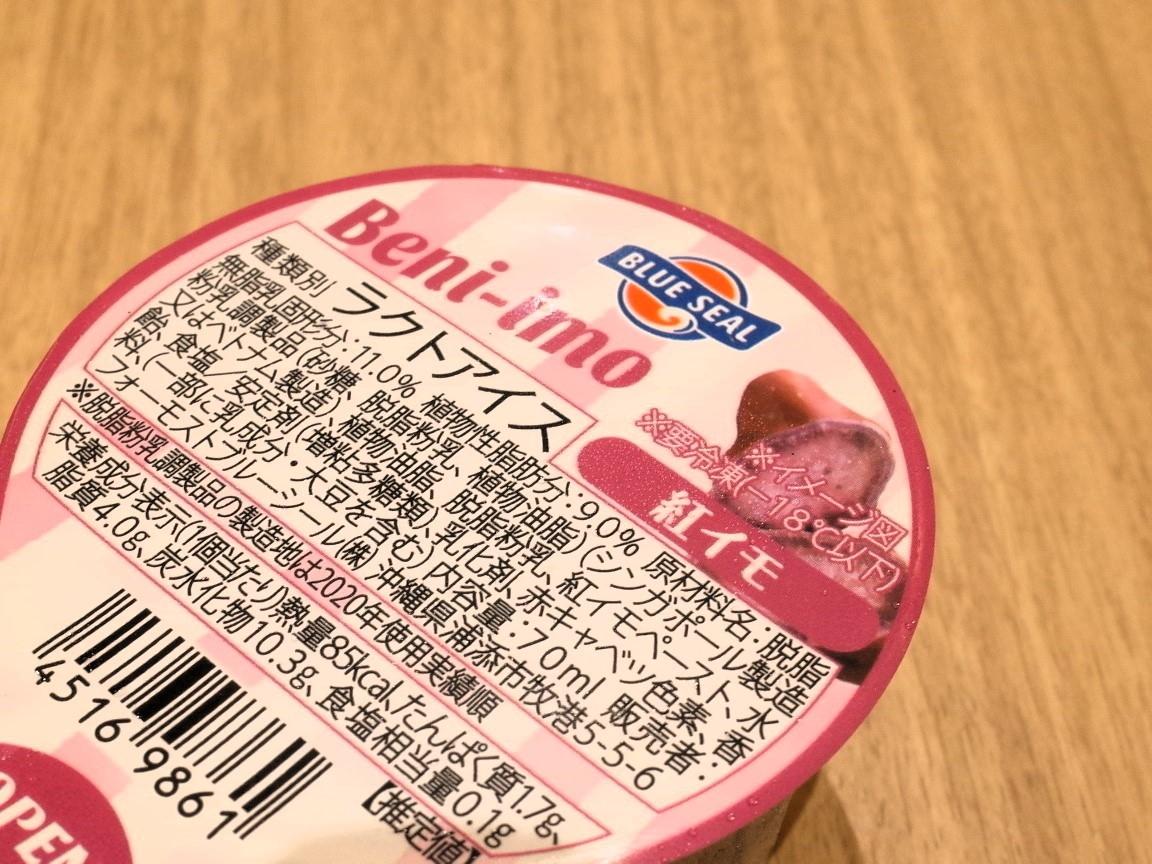 Beni-imo
BLUE SEAL
種類別 ラクトアイス
無脂乳固形分:11.0% 植物性脂肪分:9.0% 原材料名:脱脂
粉乳調製品(砂糖、脱脂粉乳、植物油脂)(シンガポール製造
又はベトナム製造)、植物油脂、脱脂粉乳、紅イモペースト、水
飴、食塩/安定剤(増粘多糖類)、乳化剤、赤キャベツ色素、香
料、(一部に乳成分・大豆を含む) 内容量:70ml 販売者:
フォーモストブルーシール(株) 沖縄県浦添市牧港5-5-6
※脱脂粉乳調製品の製造地は2020年使用実績順
栄養成分表示(1個当たり)熱量85kcal、たんぱく質1.7g、
脂質4.0g、炭水化物10.3g、食塩相当量0.1g
【推定値】
※イメージ図
※要冷凍(-18℃以下)
紅イモ
4516 9861
OPEN